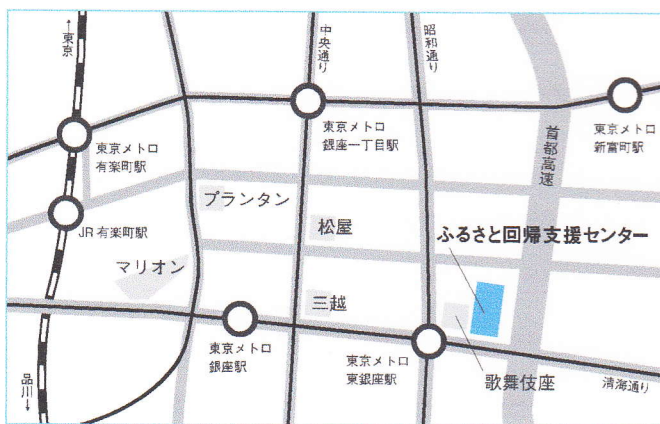 ←東京
中央通り
昭和通り
東京メトロ
有楽町駅
東京メトロ
銀座一丁目駅
首都高速
東京メトロ
新富町駅
プランタン
JR有楽町駅
松屋
ふるさと回帰支援センター
マリオン
三越
東京メトロ
銀座駅
東京メトロ
東銀座駅
歌舞伎座
清海通り
品川→